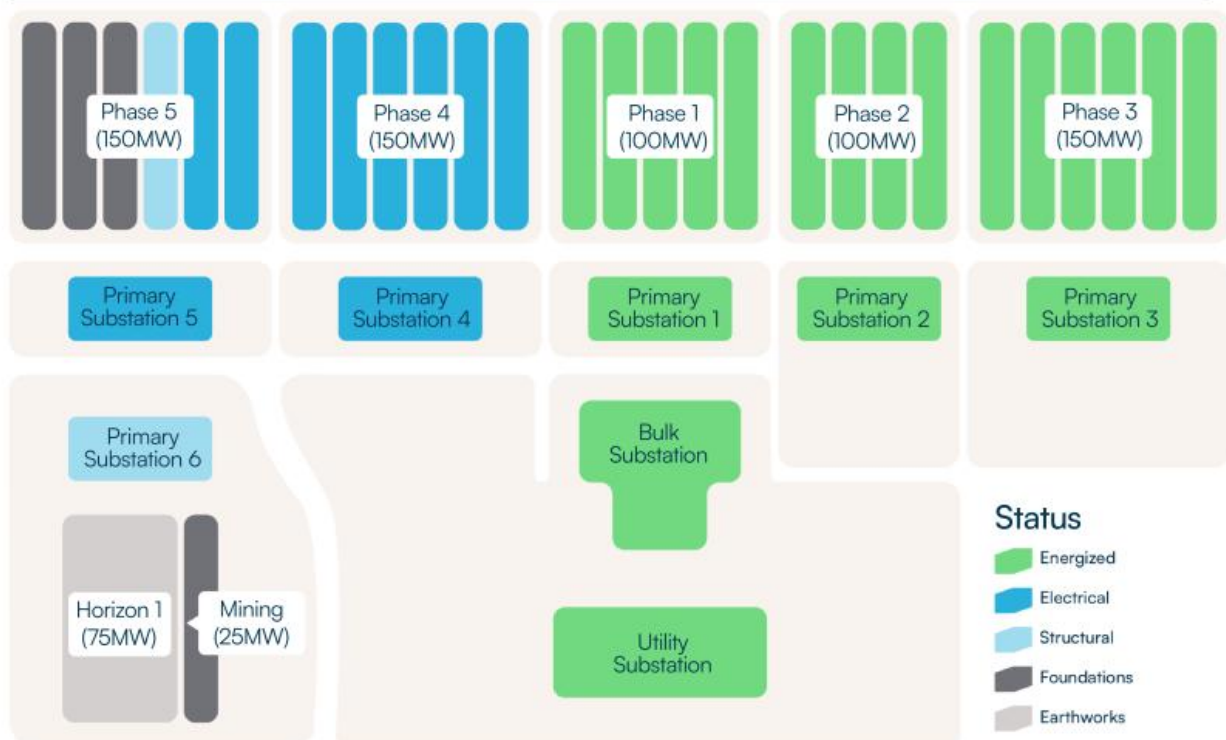 Phase 5
(150MW)
Phase 4
(150MW)
Phase 1
(100MW)
Phase 2
(100MW)
Phase 3
(150MW)
Primary
Substation 5
Primary
Substation 4
Primary
Substation 1
Primary
Substation 2
Primary
Substation 3
Primary
Substation 6
Bulk
Substation
Horizon 1
(75MW)
Mining
(25MW)
Utility
Substation
Status
Energized
Electrical
Structural
Foundations
Earthworks